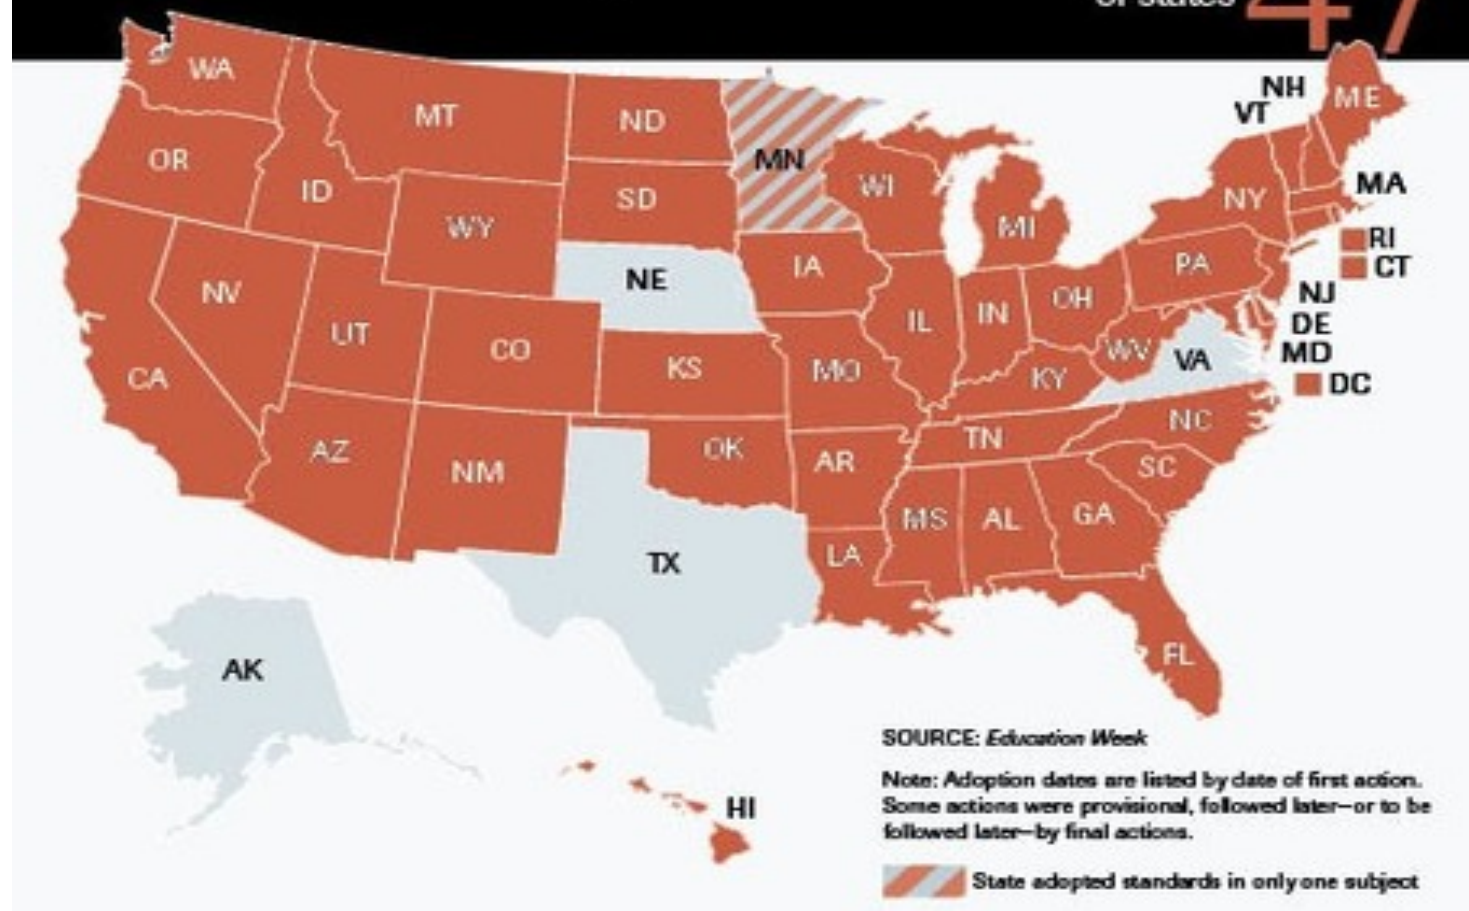 of states 47
WA
MT
ND
MN
NH
VT
ME
OR
ID
SD
WI
MI
NY
MA
WY
RI
CT
NE
IA
PA
NJ
DE
MD
DC
NV
UT
CO
KS
MO
IL
IN
OH
WV
VA
KY
CA
AZ
NM
OK
AR
TN
NC
SC
MS
AL
GA
TX
LA
FL
AK
HI
SOURCE: Education Week
Note: Adoption dates are listed by date of first action.
Some actions were provisional, followed later—or to be
followed later—by final actions.
State adopted standards in only one subject